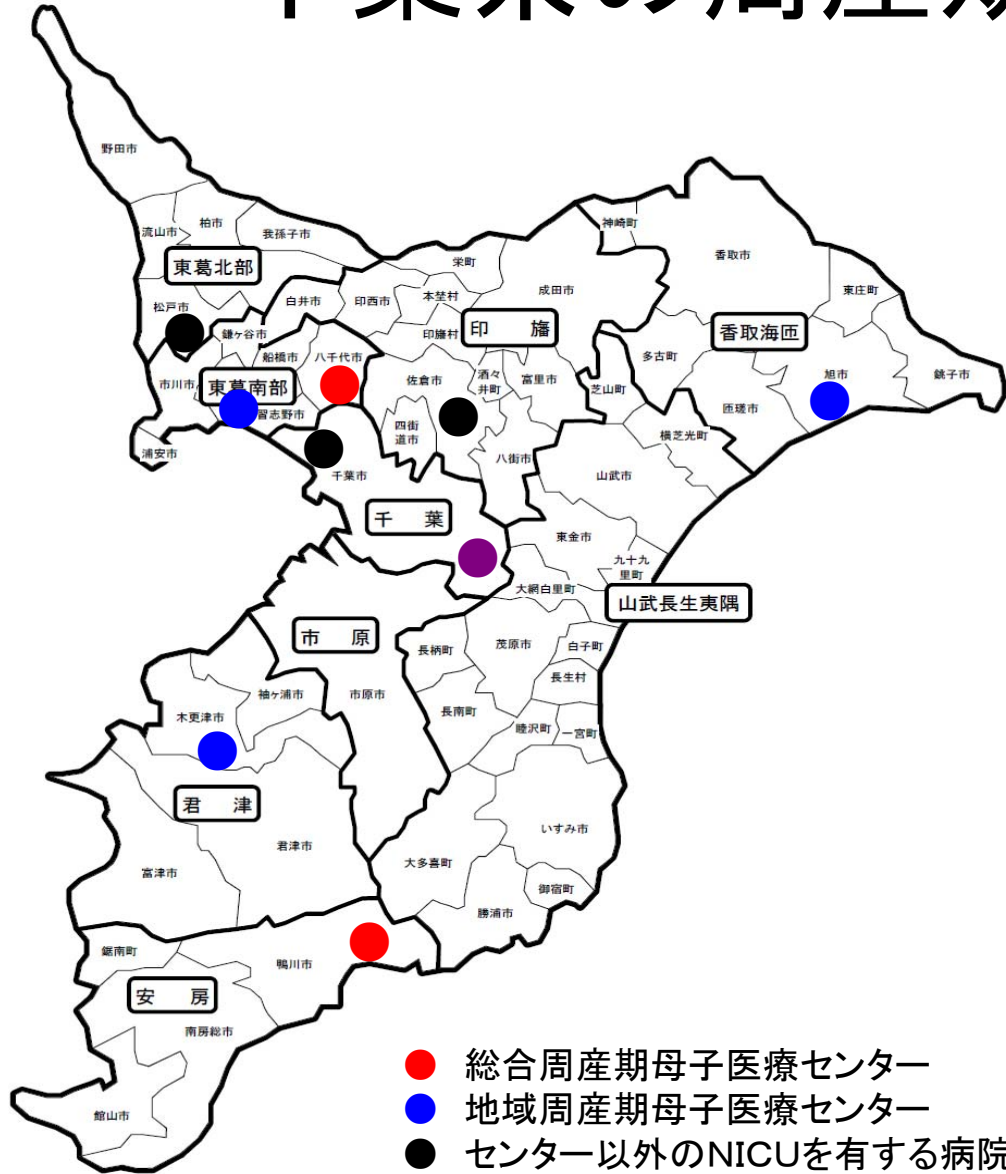 千葉県の周産期
野田市
流山市
柏市
我孫子市
東葛北部
松戸市
鎌ヶ谷市
白井市
印西市
栄町
本埜村
印旛村
成田市
印 旛
神崎町
香取市
東庄町
香取海匝
多古町
旭市
匝瑳市
銚子市
市川市
船橋市
八千代市
東葛南部
習志野市
浦安市
佐倉市
酒々
井町
富里市
芝山町
四街
道市
八街市
横芝光町
山武市
千葉市
千 葉
東金市
九十九
里町
大網白里町
山武長生夷隅
市 原
長柄町
茂原市
白子町
長生村
袖ヶ浦市
市原市
長南町
睦沢町
一宮町
木更津市
君 津
君津市
富津市
いすみ市
大多喜町
御宿町
勝浦市
鋸南町
鴨川市
安 房
南房総市
館山市
総合周産期母子医療センター
地域周産期母子医療センター
センター以外のNICUを有する病院